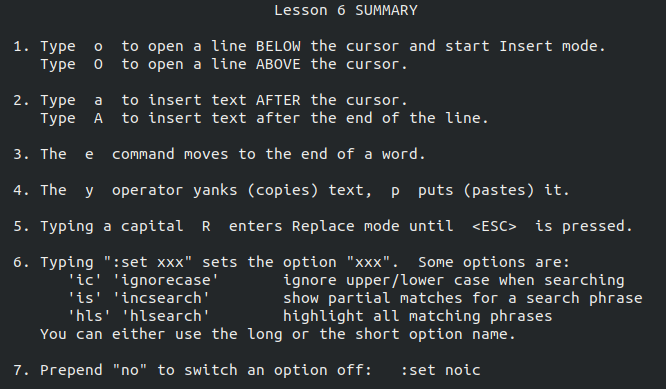 Lesson 6 SUMMARY
1. Type  o  to open a line BELOW the cursor and start Insert mode.
   Type  O  to open a line ABOVE the cursor.
2. Type  a  to insert text AFTER the cursor.
   Type  A  to insert text after the end of the line.
3. The  e  command moves to the end of a word.
4. The  y  operator yanks (copies) text,  p  puts (pastes) it.
5. Typing a capital  R  enters Replace mode until  <ESC>  is pressed.
6. Typing ":set xxx" sets the option "xxx".  Some options are:
      'ic' 'ignorecase'       ignore upper/lower case when searching
      'is' 'incsearch'        show partial matches for a search phrase
      'hls' 'hlsearch'        highlight all matching phrases
   You can either use the long or the short option name.
7. Prepend "no" to switch an option off:   :set noic